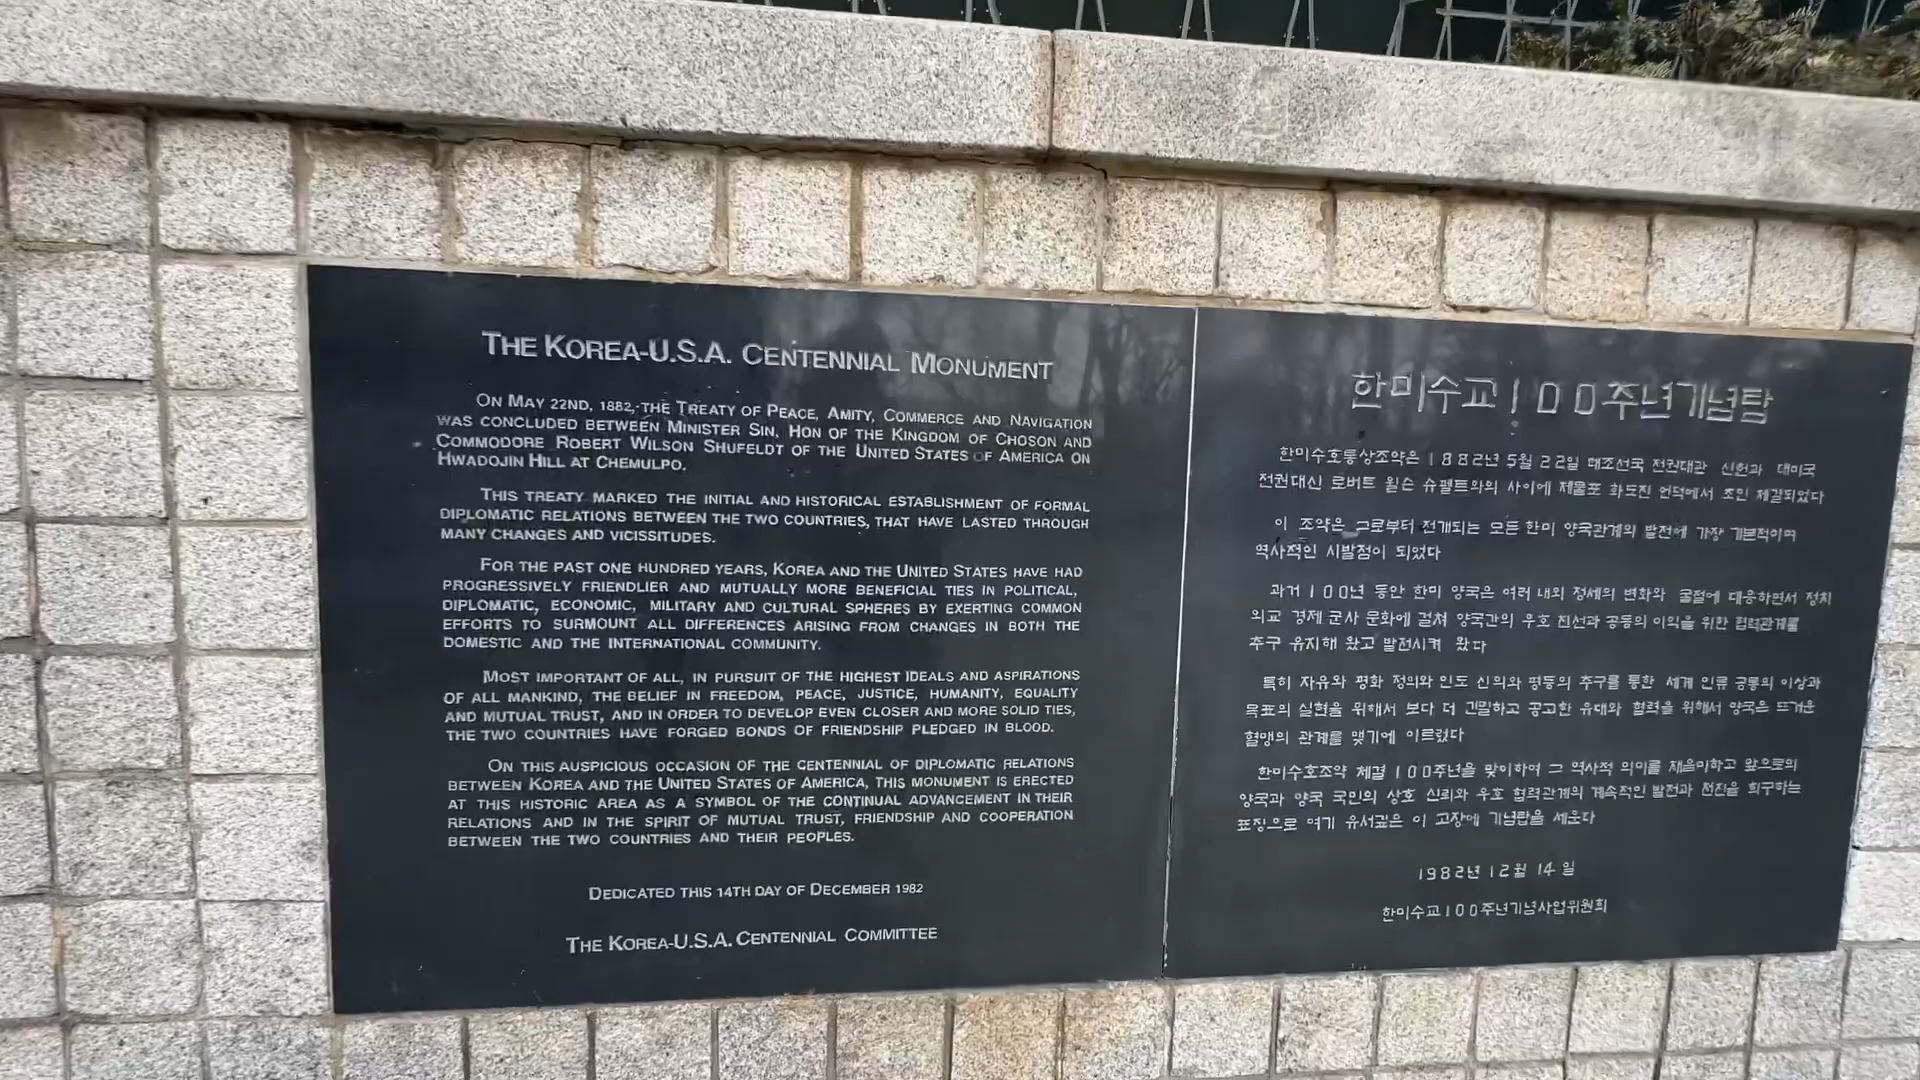 THE KOREA-U.S.A. CENTENNIAL MONUMENT
ON MAY 22ND, 1882, THE TREATY OF PEACE, AMITY, COMMERCE AND NAVIGATION
WAS CONCLUDED BETWEEN MINISTER SIN, HON OF THE KINGDOM OF CHOSON AND
COMMODORE ROBERT WILSON SHUFELDT OF THE UNITED STATES OF AMERICA ON
HWADOJIN HILL AT CHEMULPO.
THIS TREATY MARKED THE INITIAL AND HISTORICAL ESTABLISHMENT OF FORMAL
DIPLOMATIC RELATIONS BETWEEN THE TWO COUNTRIES, THAT HAVE LASTED THROUGH
MANY CHANGES AND VICISSITUDES.
FOR THE PAST ONE HUNDRED YEARS, KOREA AND THE UNITED STATES HAVE HAD
PROGRESSIVELY FRIENDLIER AND MUTUALLY MORE BENEFICIAL TIES IN POLITICAL,
DIPLOMATIC, ECONOMIC, MILITARY AND CULTURAL SPHERES BY EXERTING COMMON
EFFORTS TO SURMOUNT ALL DIFFERENCES ARISING FROM CHANGES IN BOTH THE
DOMESTIC AND THE INTERNATIONAL COMMUNITY.
MOST IMPORTANT OF ALL, IN PURSUIT OF THE HIGHEST IDEALS AND ASPIRATIONS
OF ALL MANKIND, THE BELIEF IN FREEDOM, PEACE, JUSTICE, HUMANITY, EQUALITY
AND MUTUAL TRUST, AND IN ORDER TO DEVELOP EVEN CLOSER AND MORE SOLID TIES,
THE TWO COUNTRIES HAVE FORGED BONDS OF FRIENDSHIP PLEDGED IN BLOOD.
ON THIS AUSPICIOUS OCCASION OF THE CENTENNIAL OF DIPLOMATIC RELATIONS
BETWEEN KOREA AND THE UNITED STATES OF AMERICA, THIS MONUMENT IS ERECTED
AT THIS HISTORIC AREA AS A SYMBOL OF THE CONTINUAL ADVANCEMENT IN THEIR
RELATIONS AND IN THE SPIRIT OF MUTUAL TRUST, FRIENDSHIP AND COOPERATION
BETWEEN THE TWO COUNTRIES AND THEIR PEOPLES.
DEDICATED THIS 14TH DAY OF DECEMBER 1982
THE KOREA-U.S.A. CENTENNIAL COMMITTEE
한미수교100주년기념탑
한미수호통상조약은 1882년 5월 22일 대조선국 전권대관 신헌과 대미국
전권대신 로버트 윌슨 슈펠트와의 사이에 제물포 화도진 언덕에서 조인 체결되었다
이 조약은 그로부터 전개되는 모든 한미 양국관계의 발전에 가장 기본적이며
역사적인 시발점이 되었다
과거 100년 동안 한미 양국은 여러 내외 정세의 변화와 굴절에 대응하면서 정치
외교 경제 군사 문화에 걸쳐 양국간의 우호 친선과 공동의 이익을 위한 협력관계를
추구 유지해 왔고 발전시켜 왔다
특히 자유와 평화 정의와 인도 신의와 평등의 추구를 통한 세계 인류 공통의 이상과
목표의 실현을 위해서 보다 더 긴밀하고 공고한 유대와 협력을 위해서 양국은 뜨거운
혈맹의 관계를 맺기에 이르렀다
한미수호조약 체결 100주년을 맞이하여 그 역사적 의의를 재음미하고 앞으로의
양국과 양국 국민의 상호 신뢰와 우호 협력관계의 계속적인 발전과 전진을 희구하는
표징으로 여기 유서깊은 이 고장에 기념탑을 세운다
1982년 12월 14일
한미수교100주년기념사업위원회